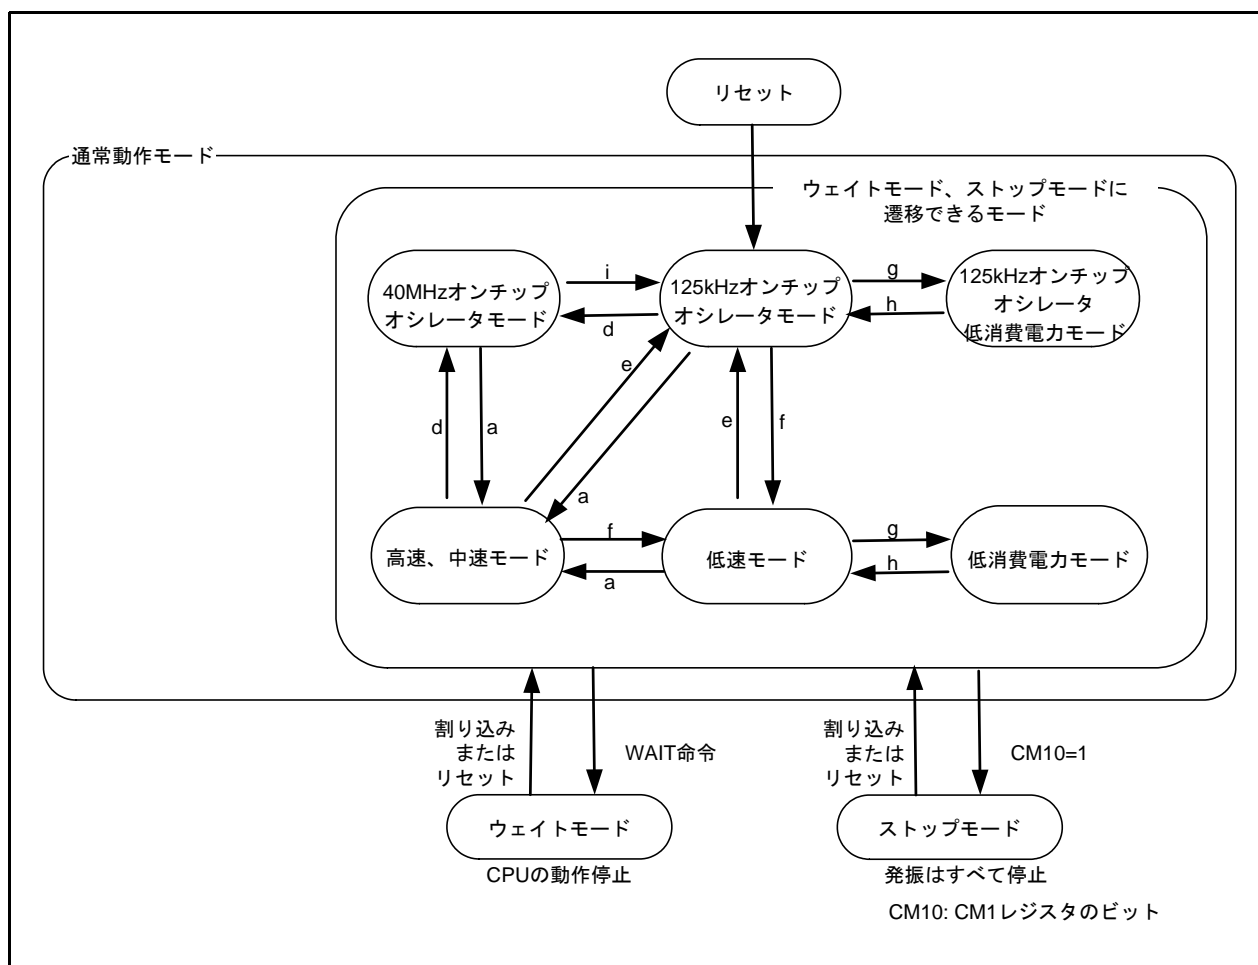 リセット
通常動作モード
ウェイトモード、ストップモードに
遷移できるモード
40MHzオンチップ
オシレータモード
i
d
125kHzオンチップ
オシレータモード
g
h
125kHzオンチップ
オシレータ
低消費電力モード
d
a
e
a
e
f
高速、中速モード
f
a
低速モード
g
h
低消費電力モード
割り込み
または
リセット
WAIT命令
割り込み
または
リセット
CM10=1
ウェイトモード
CPUの動作停止
ストップモード
発振はすべて停止
CM10: CM1レジスタのビット